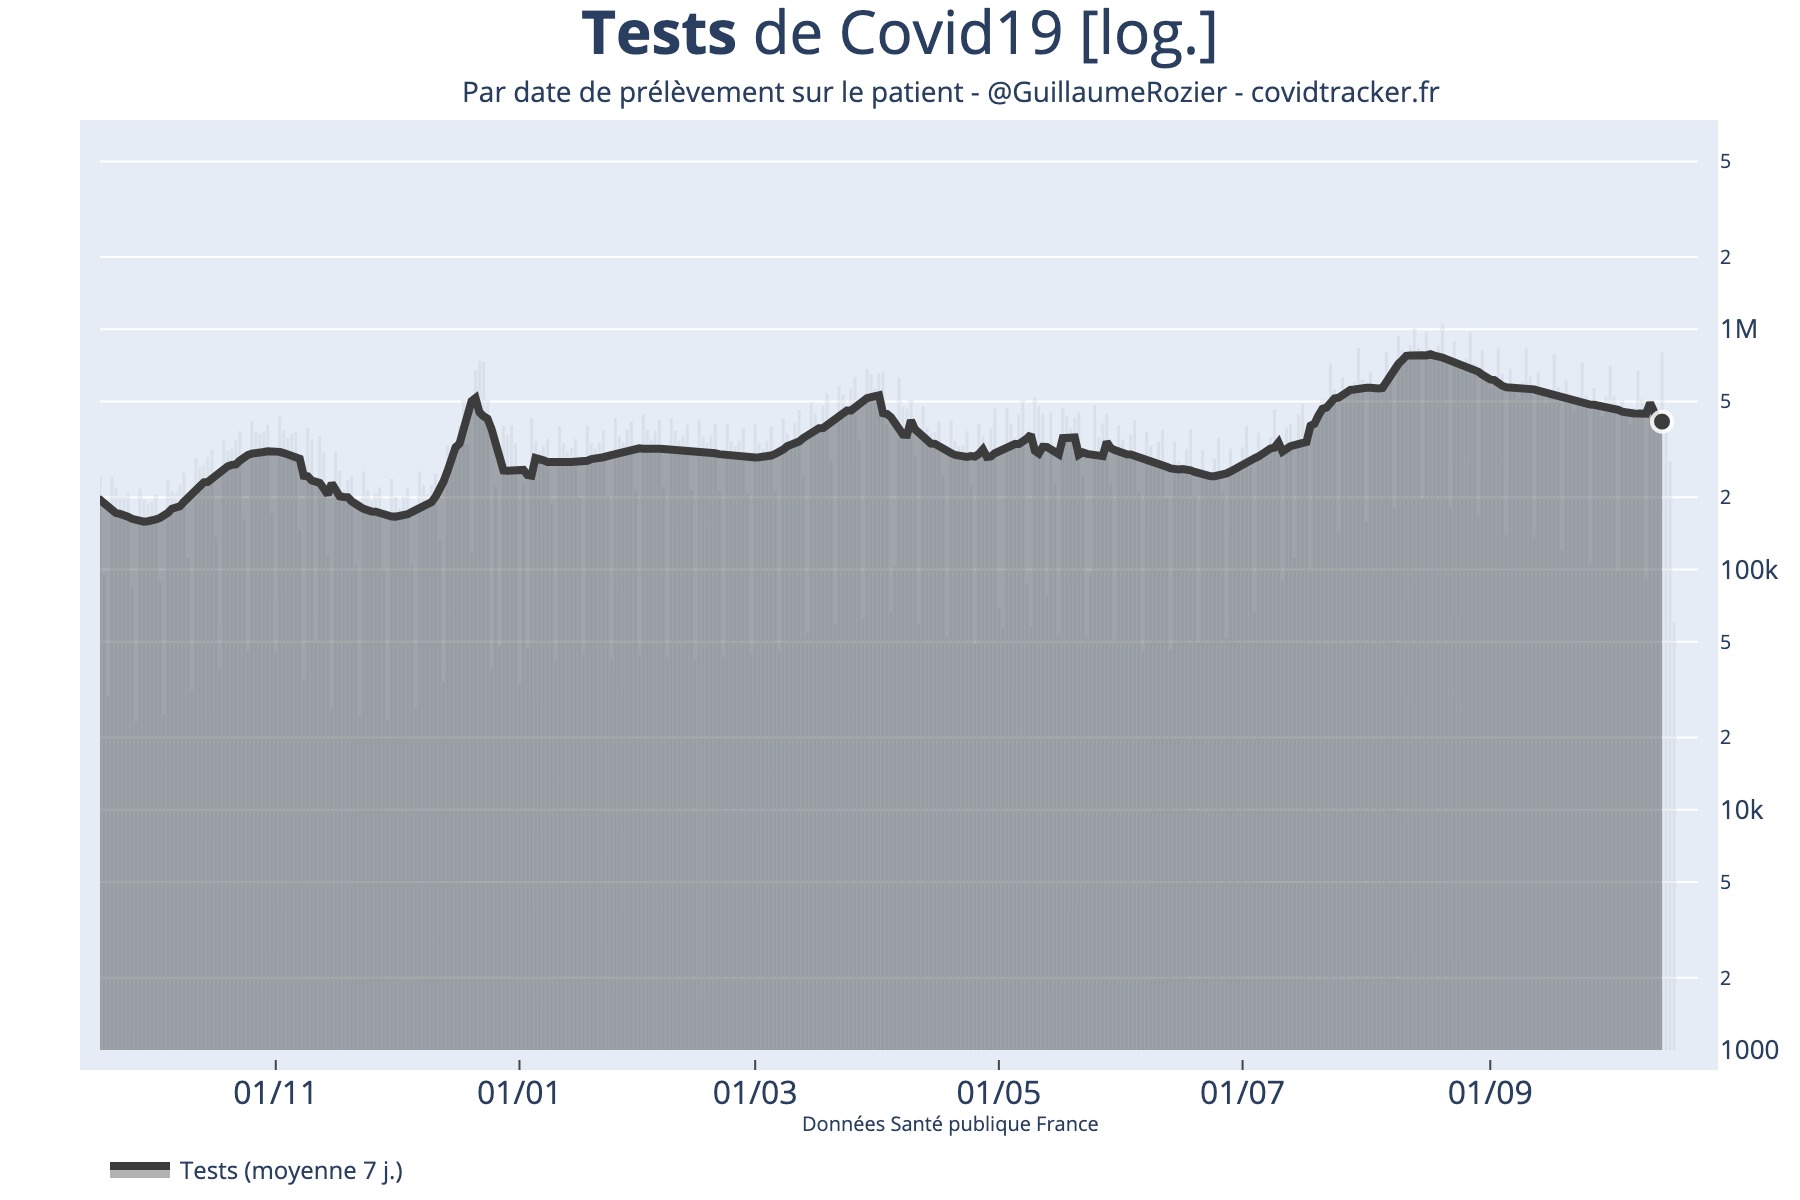 Tests de Covid19 [log.]
Par date de prélèvement sur le patient - @GuillaumeRozier - covidtracker.fr
5
2
1M
5
2
100k
5
2
10k
5
2
1000
01/11 01/01 01/03 01/05 01/07 01/09
Données Santé publique France
Tests (moyenne 7 j.)